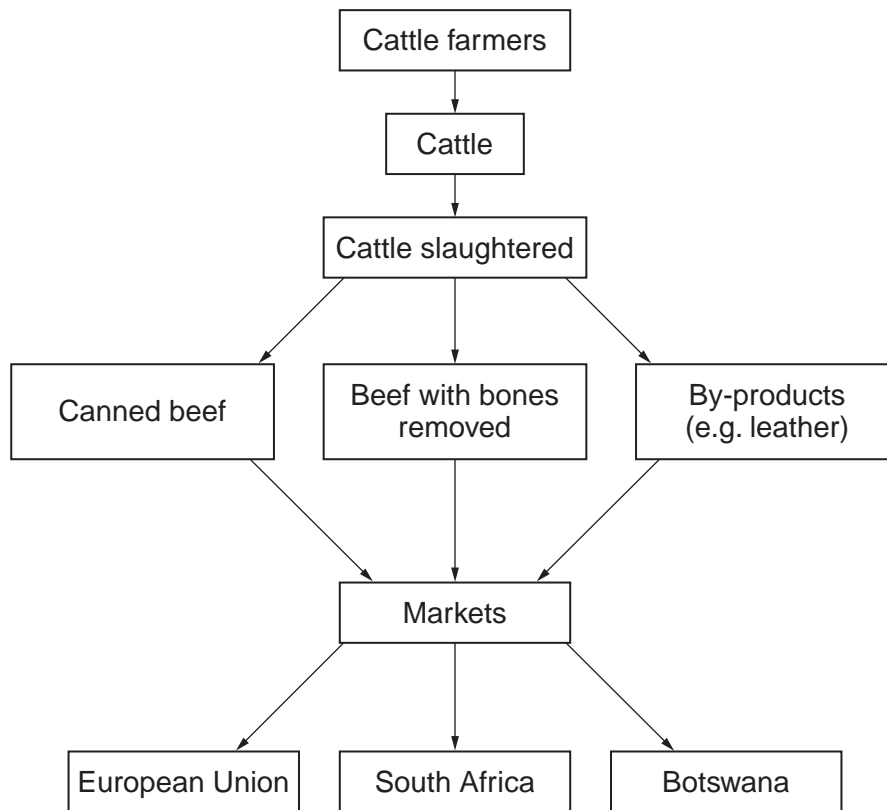 Cattle farmers
Cattle
Cattle slaughtered
Canned beef
Beef with bones
removed
By-products
(e.g. leather)
Markets
European Union
South Africa
Botswana